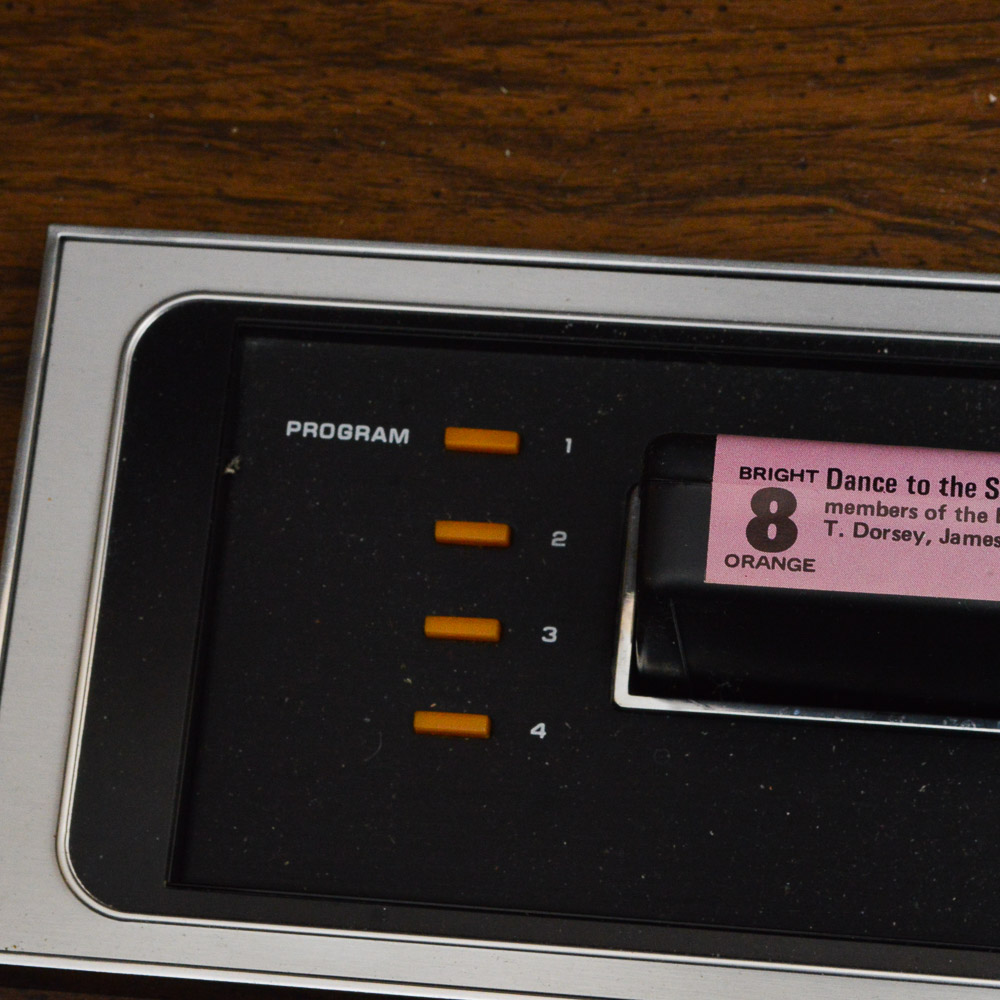 PROGRAM 1
2
3
4
BRIGHT
8
ORANGE
Dance to the
members of the
T. Dorsey, James